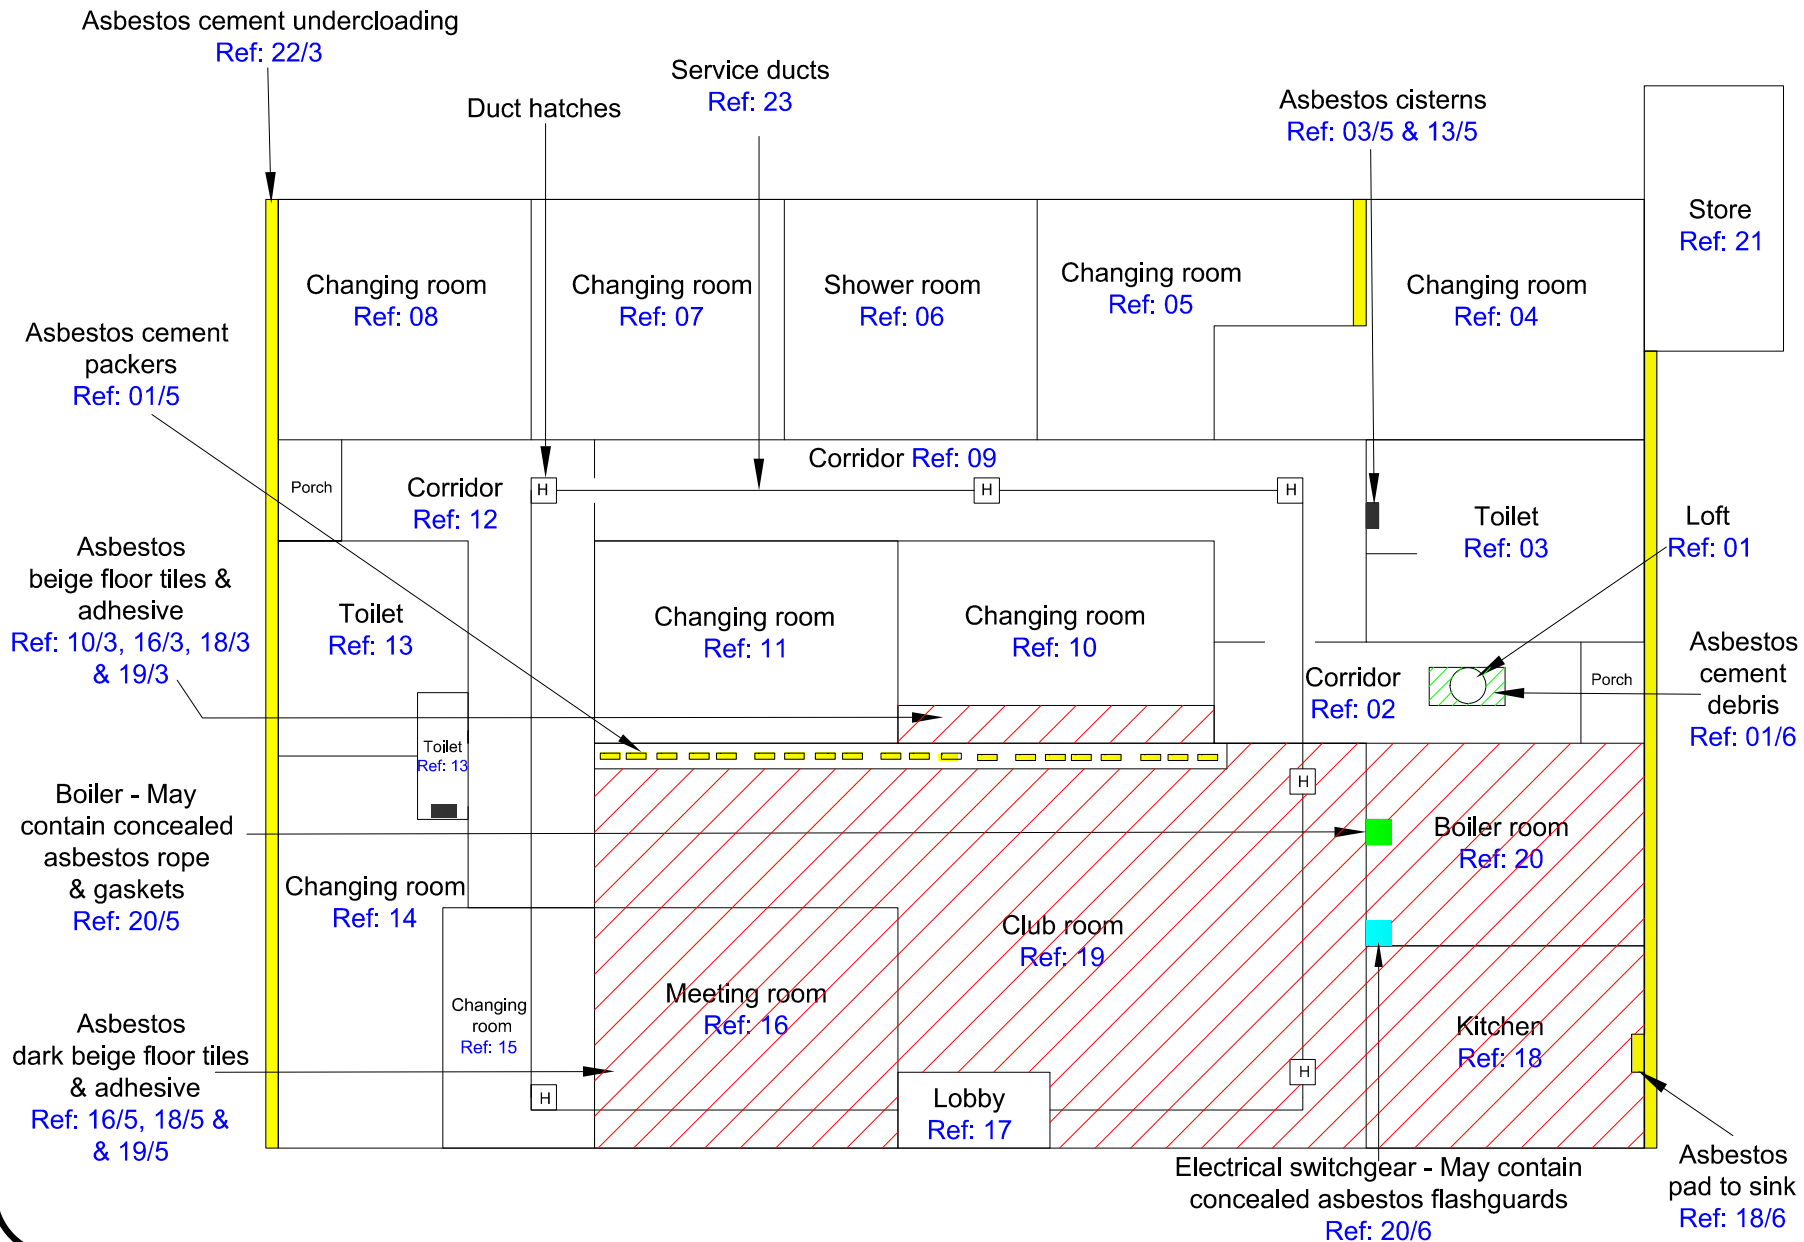 Asbestos cement undercloading
Ref: 22/3
Service ducts
Ref: 23
Duct hatches
Asbestos cisterns
Ref: 03/5 & 13/5
Store
Ref: 21
Changing room
Ref: 08
Changing room
Ref: 07
Shower room
Ref: 06
Changing room
Ref: 05
Changing room
Ref: 04
Asbestos cement
packers
Ref: 01/5
Corridor Ref: 09
Porch
Corridor
Ref: 12
H
H
H
Toilet
Ref: 03
Loft
Ref: 01
Asbestos
beige floor tiles &
adhesive
Ref: 10/3, 16/3, 18/3
& 19/3
Toilet
Ref: 13
Changing room
Ref: 11
Changing room
Ref: 10
Corridor
Ref: 02
Porch
Asbestos
cement
debris
Ref: 01/6
Toilet
Ref: 13
H
Boiler - May
contain concealed
asbestos rope
& gaskets
Ref: 20/5
Boiler room
Ref: 20
Changing room
Ref: 14
Club room
Ref: 19
Meeting room
Ref: 16
Changing
room
Ref: 15
Kitchen
Ref: 18
Asbestos
dark beige floor tiles
& adhesive
Ref: 16/5, 18/5 &
& 19/5
H
H
Lobby
Ref: 17
Electrical switchgear - May contain
concealed asbestos flashguards
Ref: 20/6
Asbestos
pad to sink
Ref: 18/6